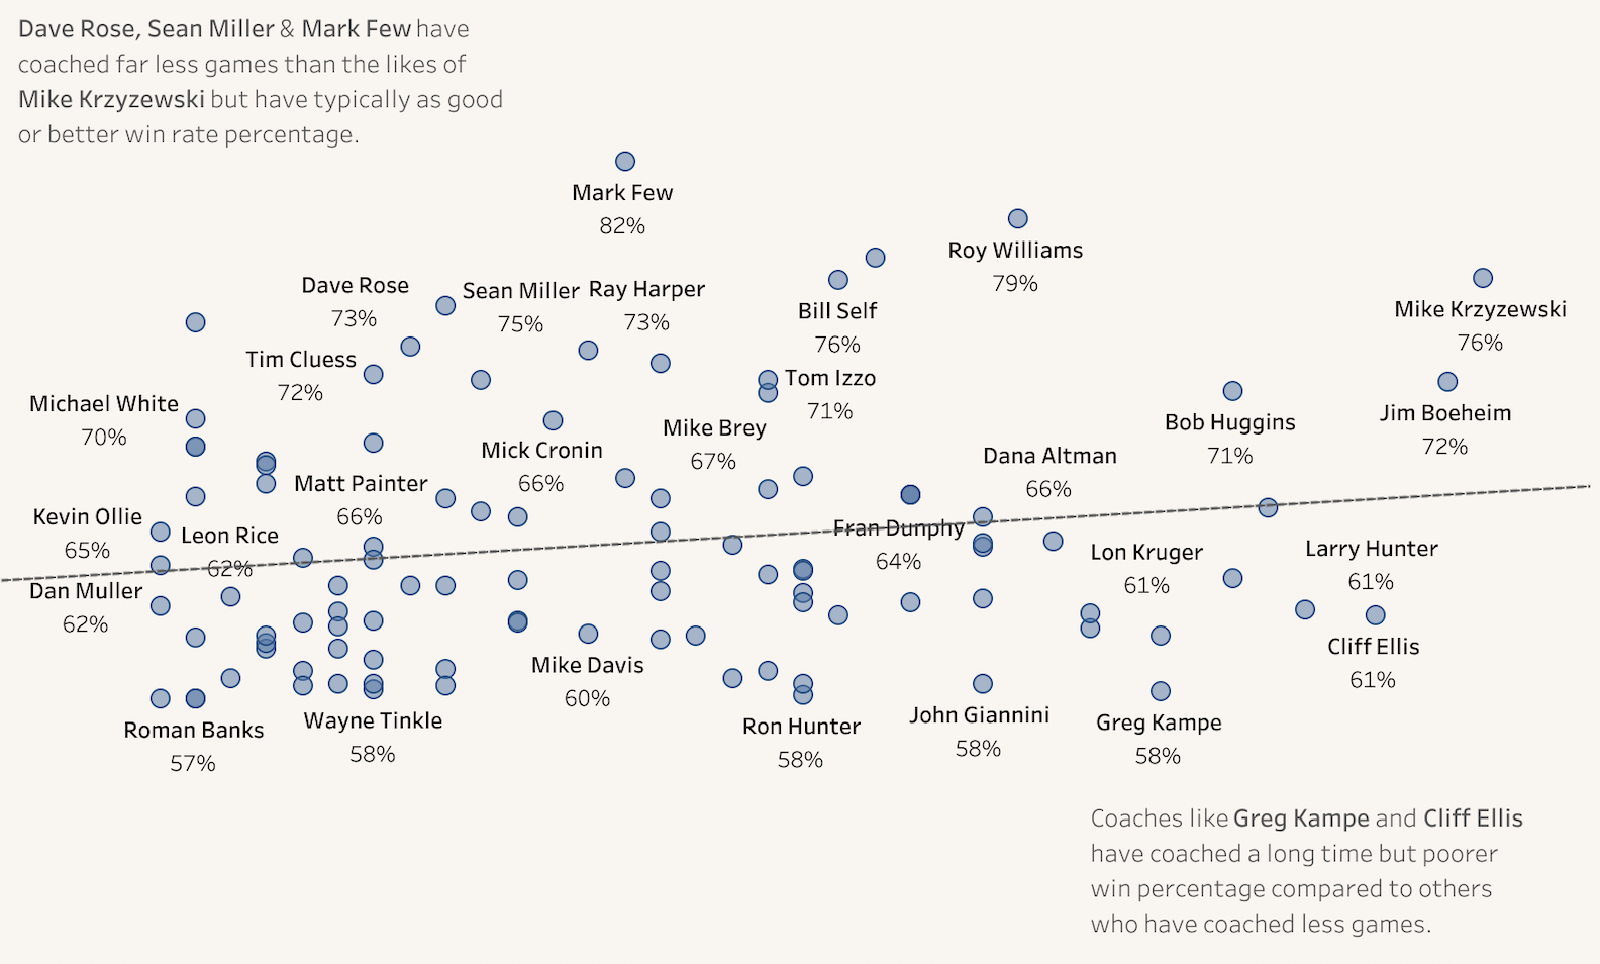 Dave Rose, Sean Miller & Mark Few have
coached far less games than the likes of
Mike Krzyzewski but have typically as good
or better win rate percentage.
Mark Few
82%
Roy Williams
79%
Dave Rose
73%
Sean Miller
75%
Ray Harper
73%
Bill Self
76%
Mike Krzyzewski
76%
Tim Cluess
72%
Tom Izzo
71%
Michael White
70%
Mike Brey
67%
Bob Huggins
71%
Jim Boeheim
72%
Mick Cronin
66%
Dana Altman
66%
Matt Painter
66%
Kevin Ollie
65%
Leon Rice
62%
Fran Dunphy
64%
Lon Kruger
61%
Larry Hunter
61%
Dan Muller
62%
Mike Davis
60%
Cliff Ellis
61%
Roman Banks
57%
Wayne Tinkle
58%
Ron Hunter
58%
John Giannini
58%
Greg Kampe
58%
Coaches like Greg Kampe and Cliff Ellis
have coached a long time but poorer
win percentage compared to others
who have coached less games.